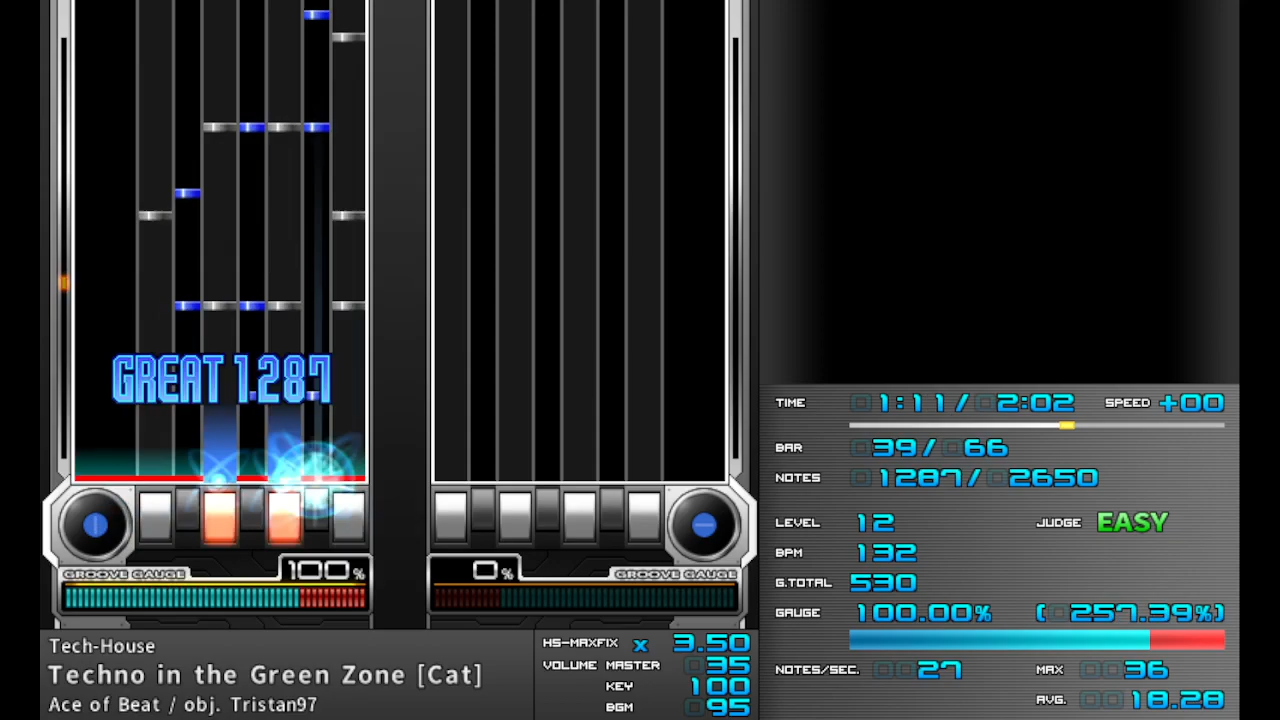 GREAT 1287
100%
GROOVE GAUGE
0%
GROOVE GAUGE
Tech-House
Techno in the Green Zone [Cat]
Ace of Beat / obj. Tristan97
HS-MAXFIX x 3.50
VOLUME MASTER 35
KEY 100
BGM 95
TIME 1:11/2:02 SPEED +00
BAR 39/66
NOTES 1287/2650
LEVEL 12 JUDGE EASY
BPM 132
G.TOTAL 530
GAUGE 100.00% (257.39%)
NOTES/SEC. 27 MAX 36
AVG. 18.28